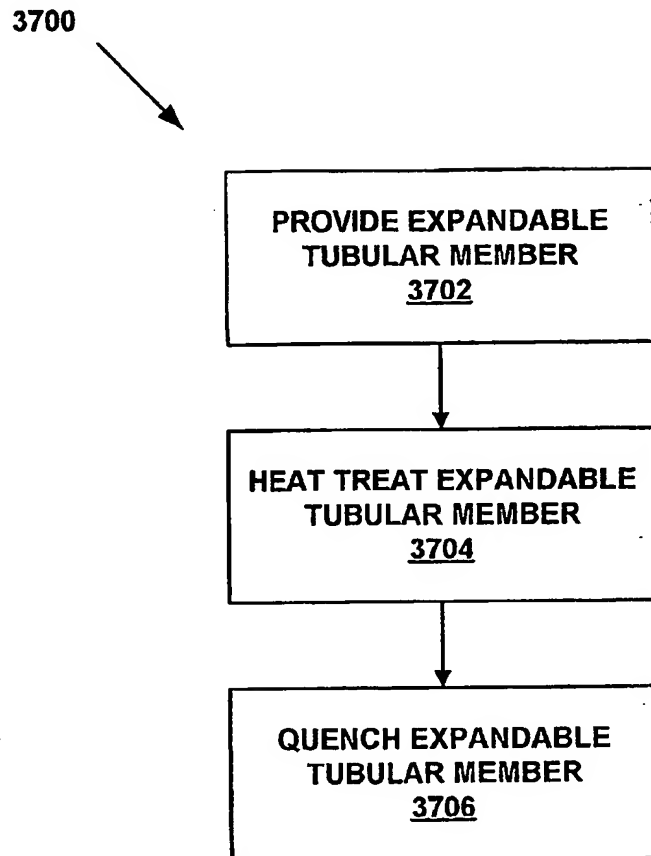 3700
PROVIDE EXPANDABLE
TUBULAR MEMBER
3702
HEAT TREAT EXPANDABLE
TUBULAR MEMBER
3704
QUENCH EXPANDABLE
TUBULAR MEMBER
3706